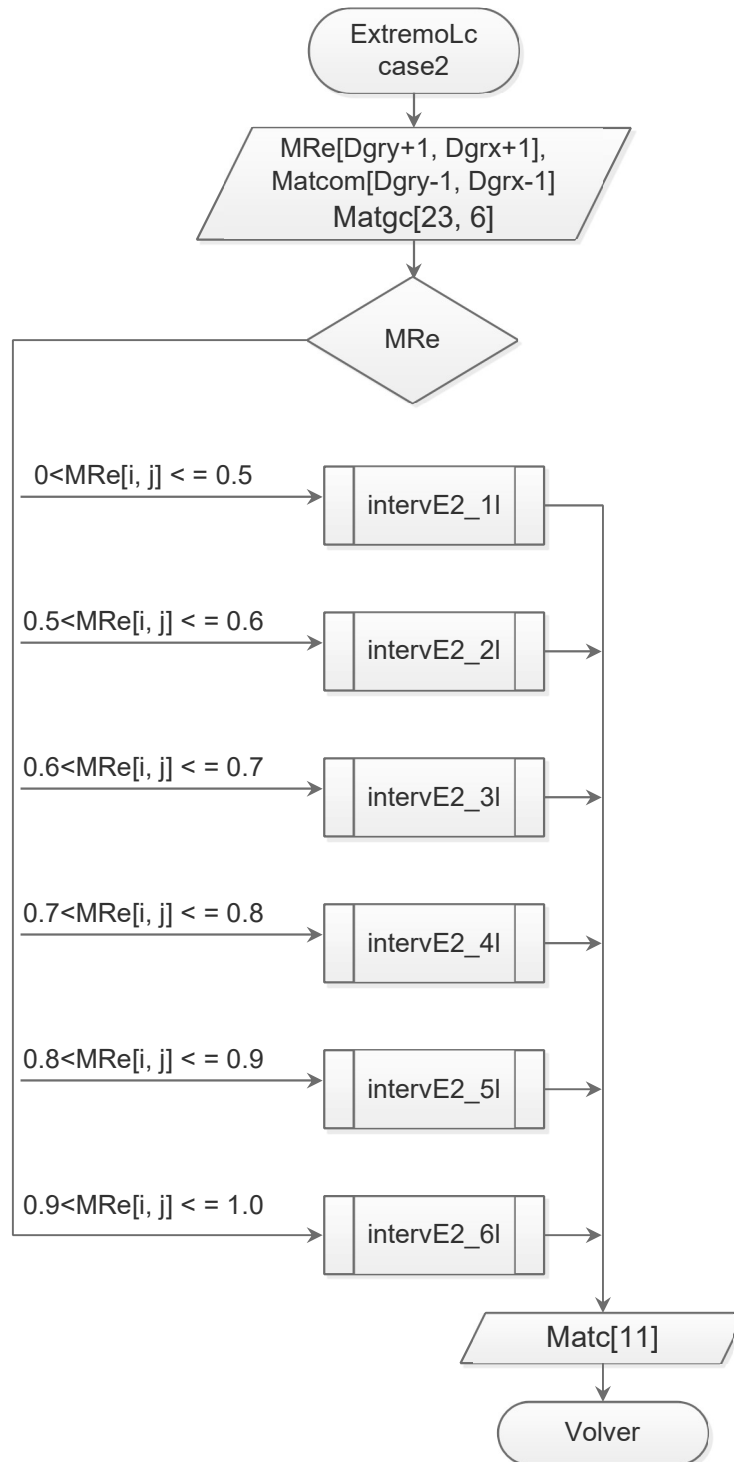 ExtremoLc
case2
MRe[Dgry+1, Dgrx+1],
Matcom[Dgry-1, Dgrx-1]
Matgc[23, 6]
MRe
0<MRe[i, j] < = 0.5
intervE2_1l
0.5<MRe[i, j] < = 0.6
intervE2_2l
0.6<MRe[i, j] < = 0.7
intervE2_3l
0.7<MRe[i, j] < = 0.8
intervE2_4l
0.8<MRe[i, j] < = 0.9
intervE2_5l
0.9<MRe[i, j] < = 1.0
intervE2_6l
Matc[11]
Volver